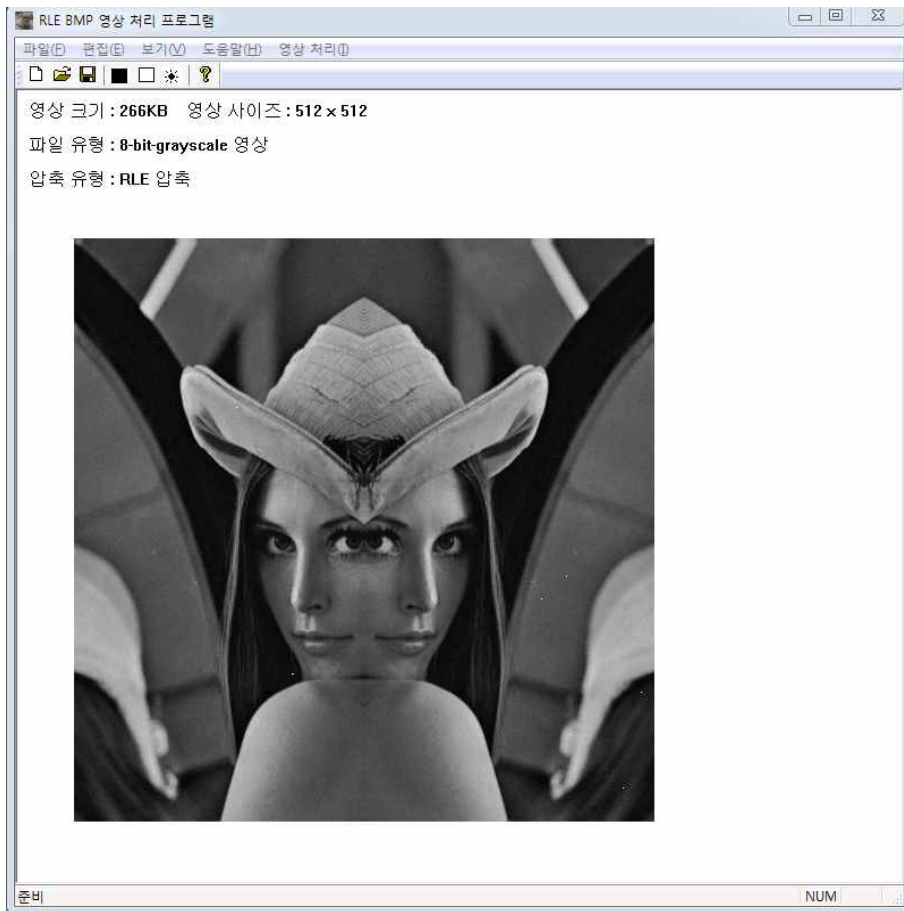 RLE BMP 영상 처리 프로그램
파일(F) 편집(E) 보기(V) 도움말(H) 영상 처리(I)
영상 크기 : 266KB 영상 사이즈 : 512 x 512
파일 유형 : 8-bit-grayscale 영상
압축 유형 : RLE 압축
준비 NUM